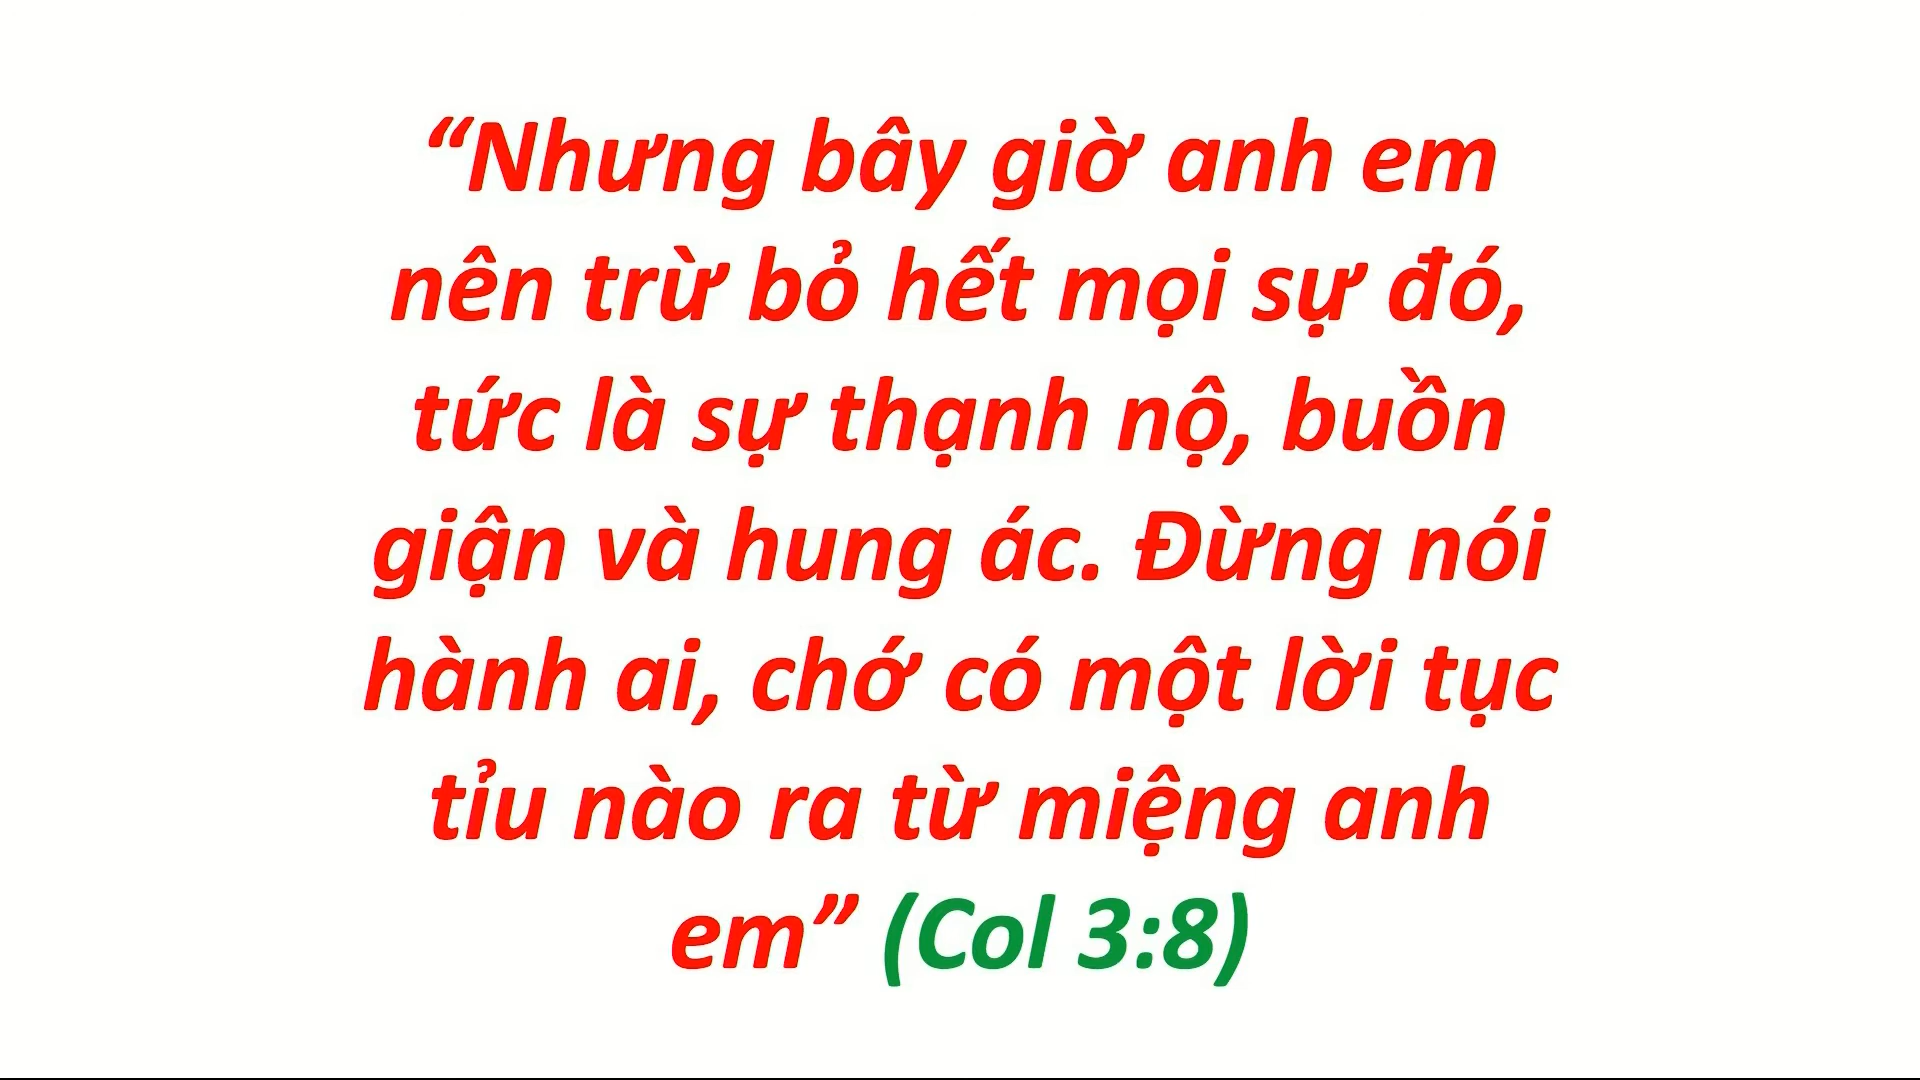 “Nhưng bây giờ anh em
nên trừ bỏ hết mọi sự đó,
tức là sự thạnh nộ, buồn
giận và hung ác. Đừng nói
hành ai, chớ có một lời tục
tỉu nào ra từ miệng anh
em” (Col 3:8)